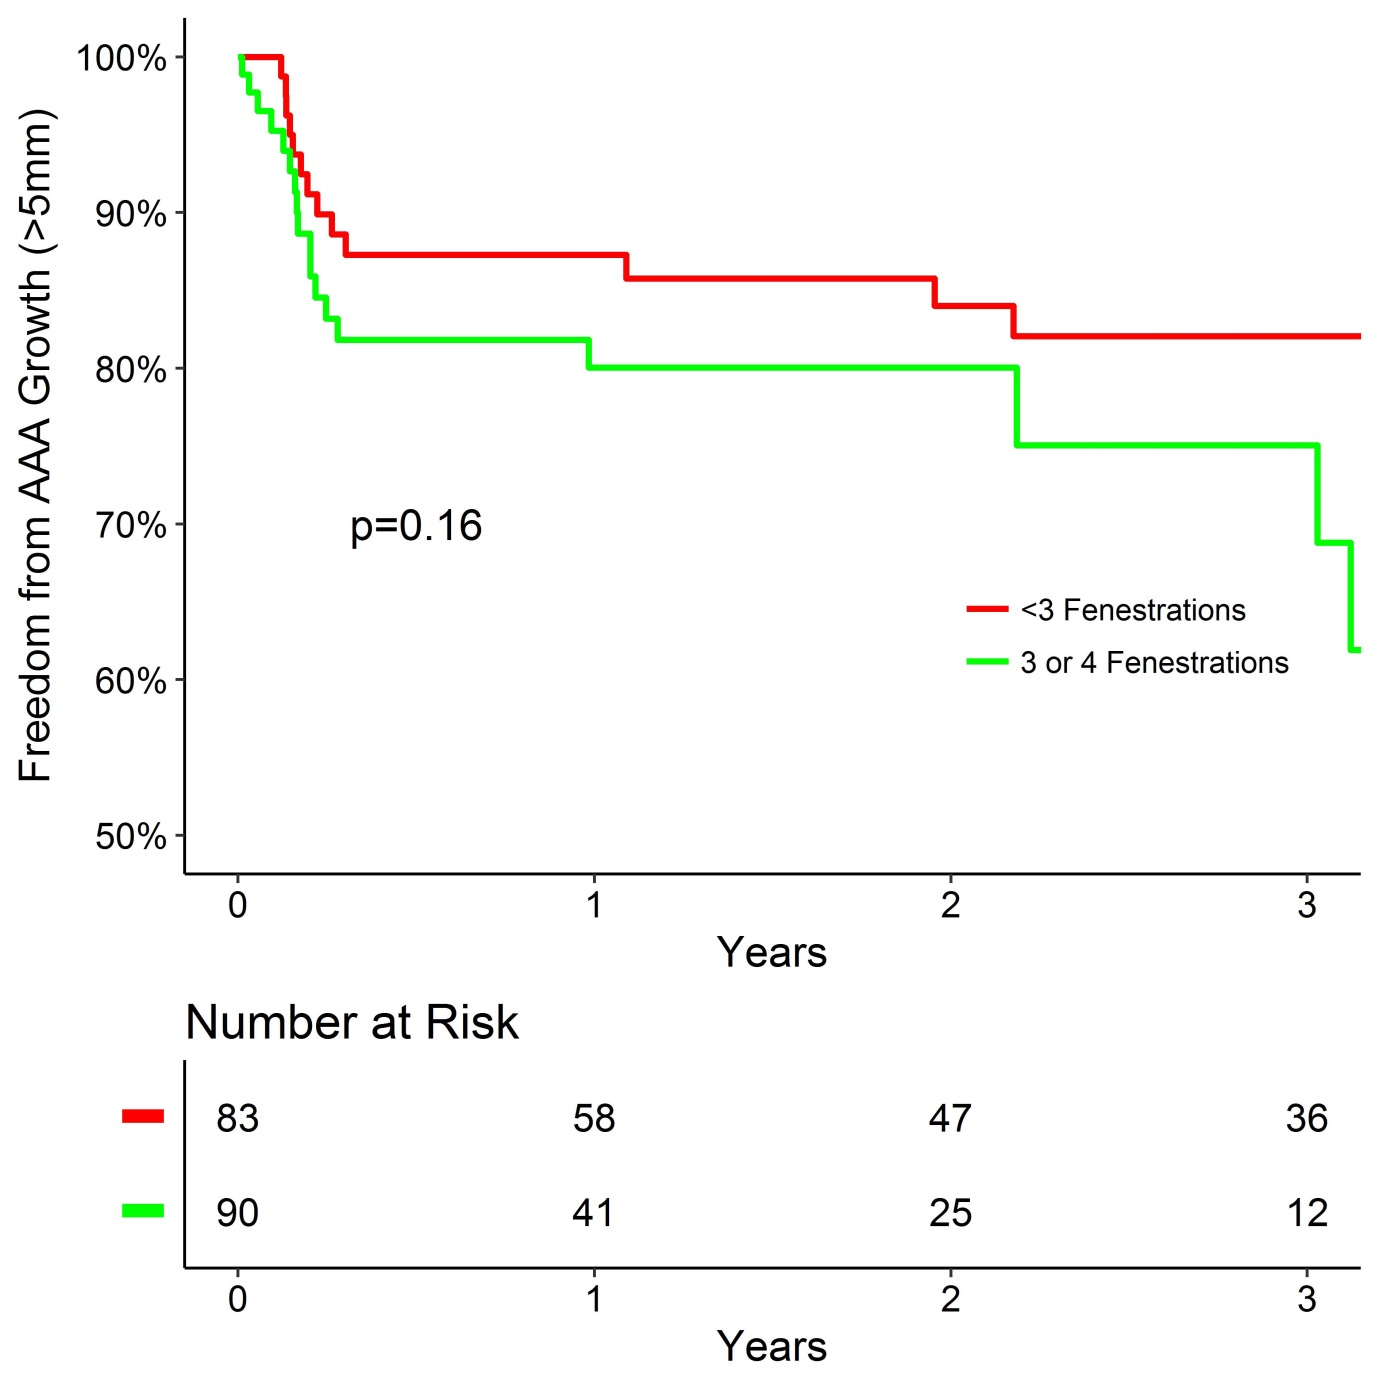 Freedom from AAA Growth (>5mm)
100%
90%
80%
70%
60%
50%
p=0.16
<3 Fenestrations
3 or 4 Fenestrations
0 1 2 3
Years
Number at Risk
83 58 47 36
90 41 25 12
0 1 2 3
Years